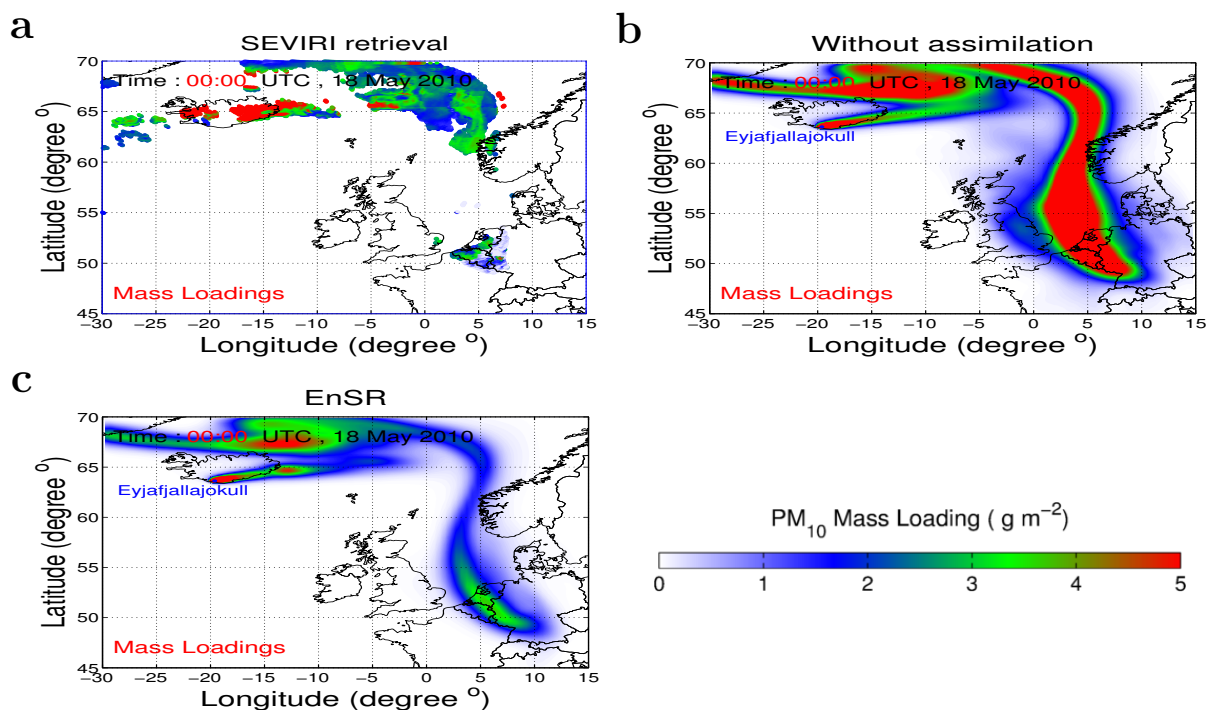 a
SEVIRI retrieval
Time : 00:00 UTC , 18 May 2010
Mass Loadings
70
65
60
55
50
45
−30 −25 −20 −15 −10 −5 0 5 10 15
Latitude (degree °)
Longitude (degree °)
b
Without assimilation
Time : 00:00 UTC , 18 May 2010
Eyjafjallajokull
Mass Loadings
70
65
60
55
50
45
−30 −25 −20 −15 −10 −5 0 5 10 15
Latitude (degree °)
Longitude (degree °)
c
EnSR
Time : 00:00 UTC , 18 May 2010
Eyjafjallajokull
Mass Loadings
70
65
60
55
50
45
−30 −25 −20 −15 −10 −5 0 5 10 15
Latitude (degree °)
Longitude (degree °)
PM₁₀ Mass Loading ( g m⁻²)
0 1 2 3 4 5